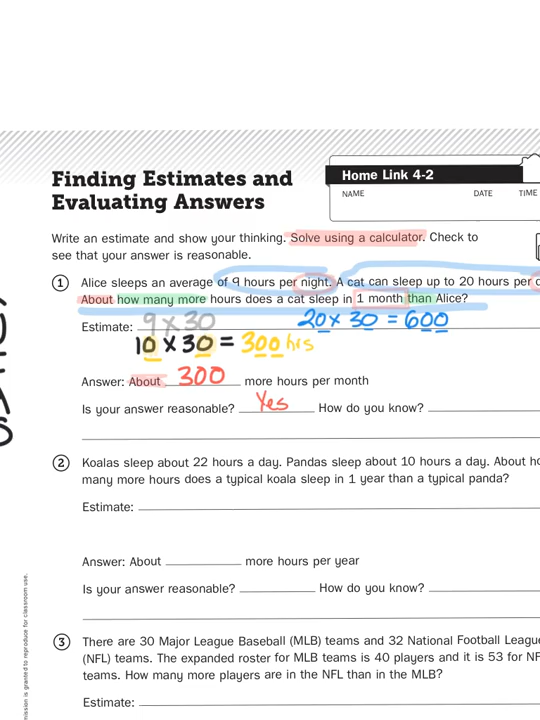 Finding Estimates and
Evaluating Answers
Home Link 4-2
NAME DATE TIME
Write an estimate and show your thinking. Solve using a calculator. Check to
see that your answer is reasonable.
1 Alice sleeps an average of 9 hours per night. A cat can sleep up to 20 hours per
About how many more hours does a cat sleep in 1 month than Alice?
Estimate: 9 x 30 20 x 30 = 600
10 x 30 = 300 hrs
Answer: About 300 more hours per month
Is your answer reasonable? Yes How do you know?
2 Koalas sleep about 22 hours a day. Pandas sleep about 10 hours a day. About
many more hours does a typical koala sleep in 1 year than a typical panda?
Estimate:
Answer: About more hours per year
Is your answer reasonable? How do you know?
3 There are 30 Major League Baseball (MLB) teams and 32 National Football
(NFL) teams. The expanded roster for MLB teams is 40 players and it is 53 for
teams. How many more players are in the NFL than in the MLB?
Estimate:
mission is granted to reproduce for classroom use.